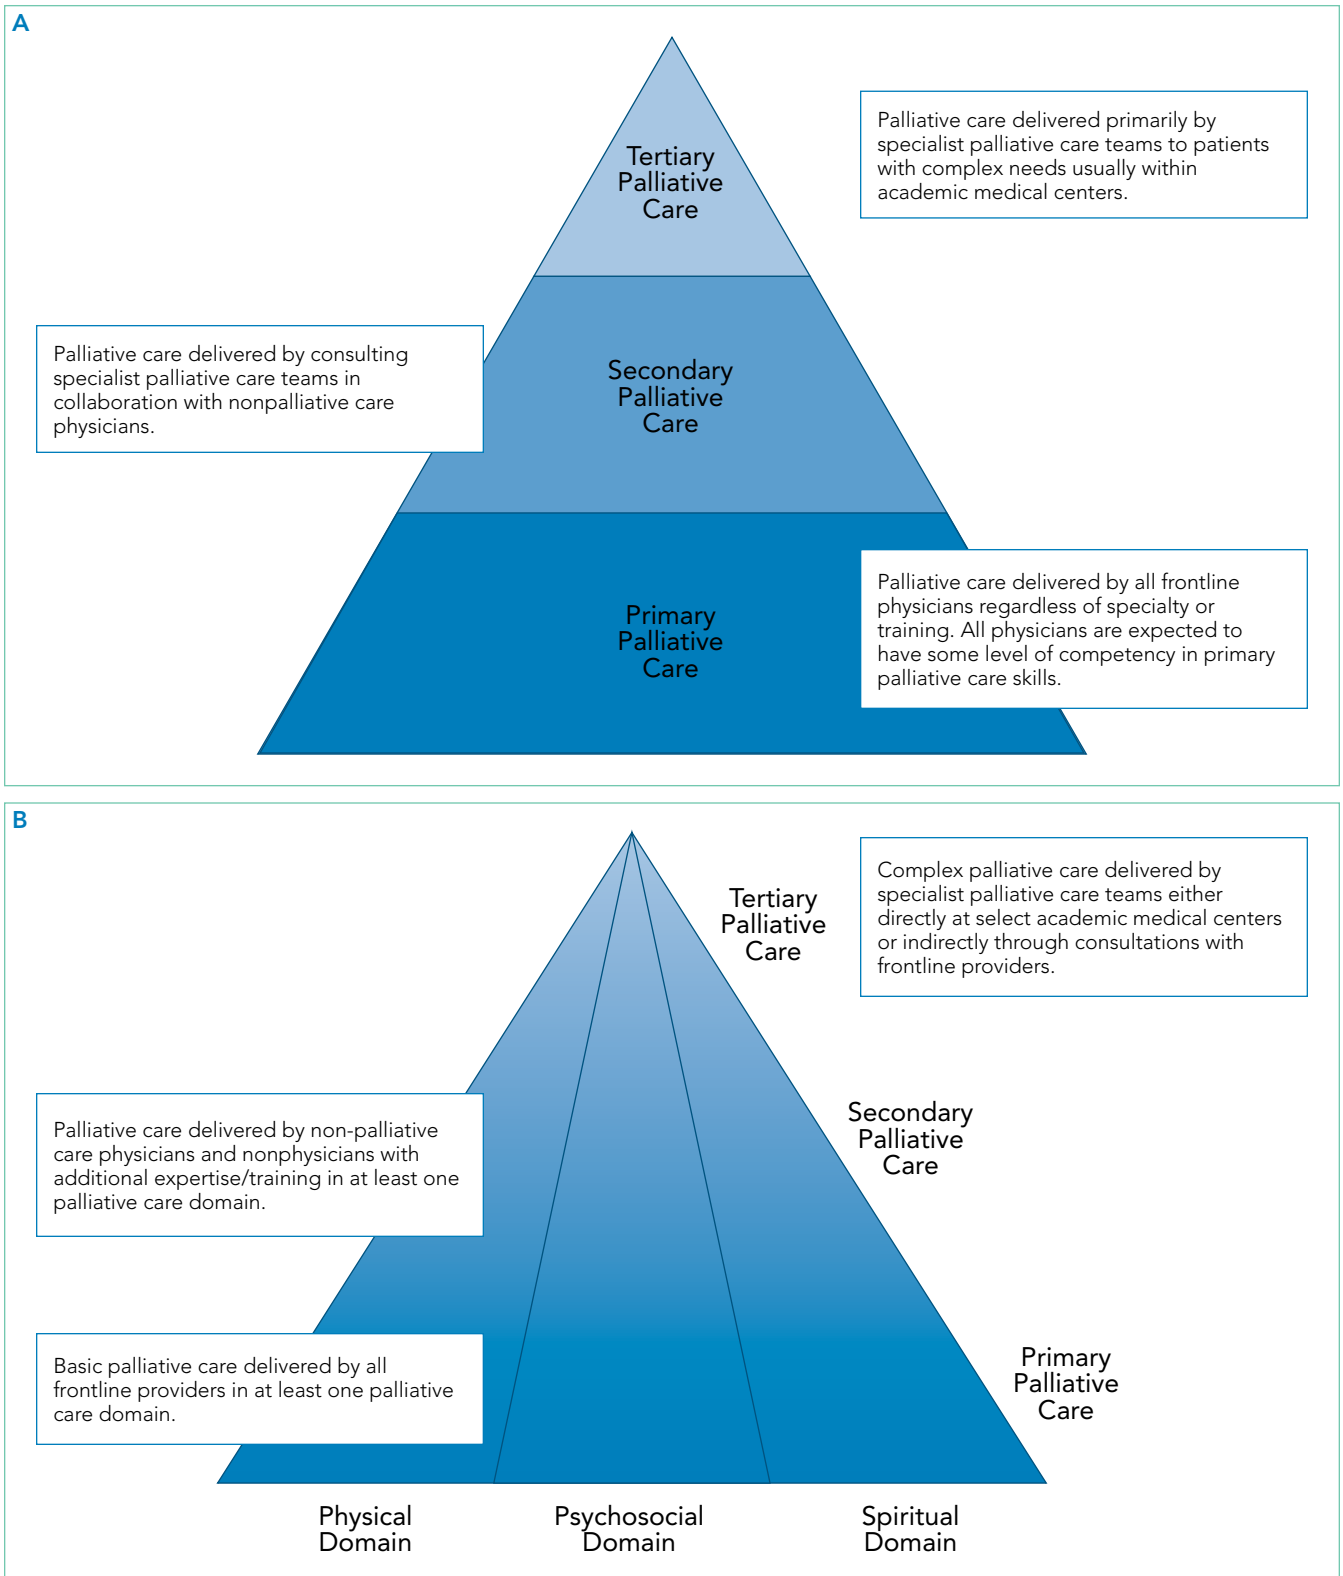 A
Tertiary
Palliative
Care
Palliative care delivered primarily by
specialist palliative care teams to patients
with complex needs usually within
academic medical centers.
Palliative care delivered by consulting
specialist palliative care teams in
collaboration with nonpalliative care
physicians.
Secondary
Palliative
Care
Primary
Palliative
Care
Palliative care delivered by all frontline
physicians regardless of specialty or
training. All physicians are expected to
have some level of competency in primary
palliative care skills.
B
Tertiary
Palliative
Care
Complex palliative care delivered by
specialist palliative care teams either
directly at select academic medical centers
or indirectly through consultations with
frontline providers.
Palliative care delivered by non-palliative
care physicians and nonphysicians with
additional expertise/training in at least one
palliative care domain.
Secondary
Palliative
Care
Basic palliative care delivered by all
frontline providers in at least one palliative
care domain.
Primary
Palliative
Care
Physical
Domain
Psychosocial
Domain
Spiritual
Domain